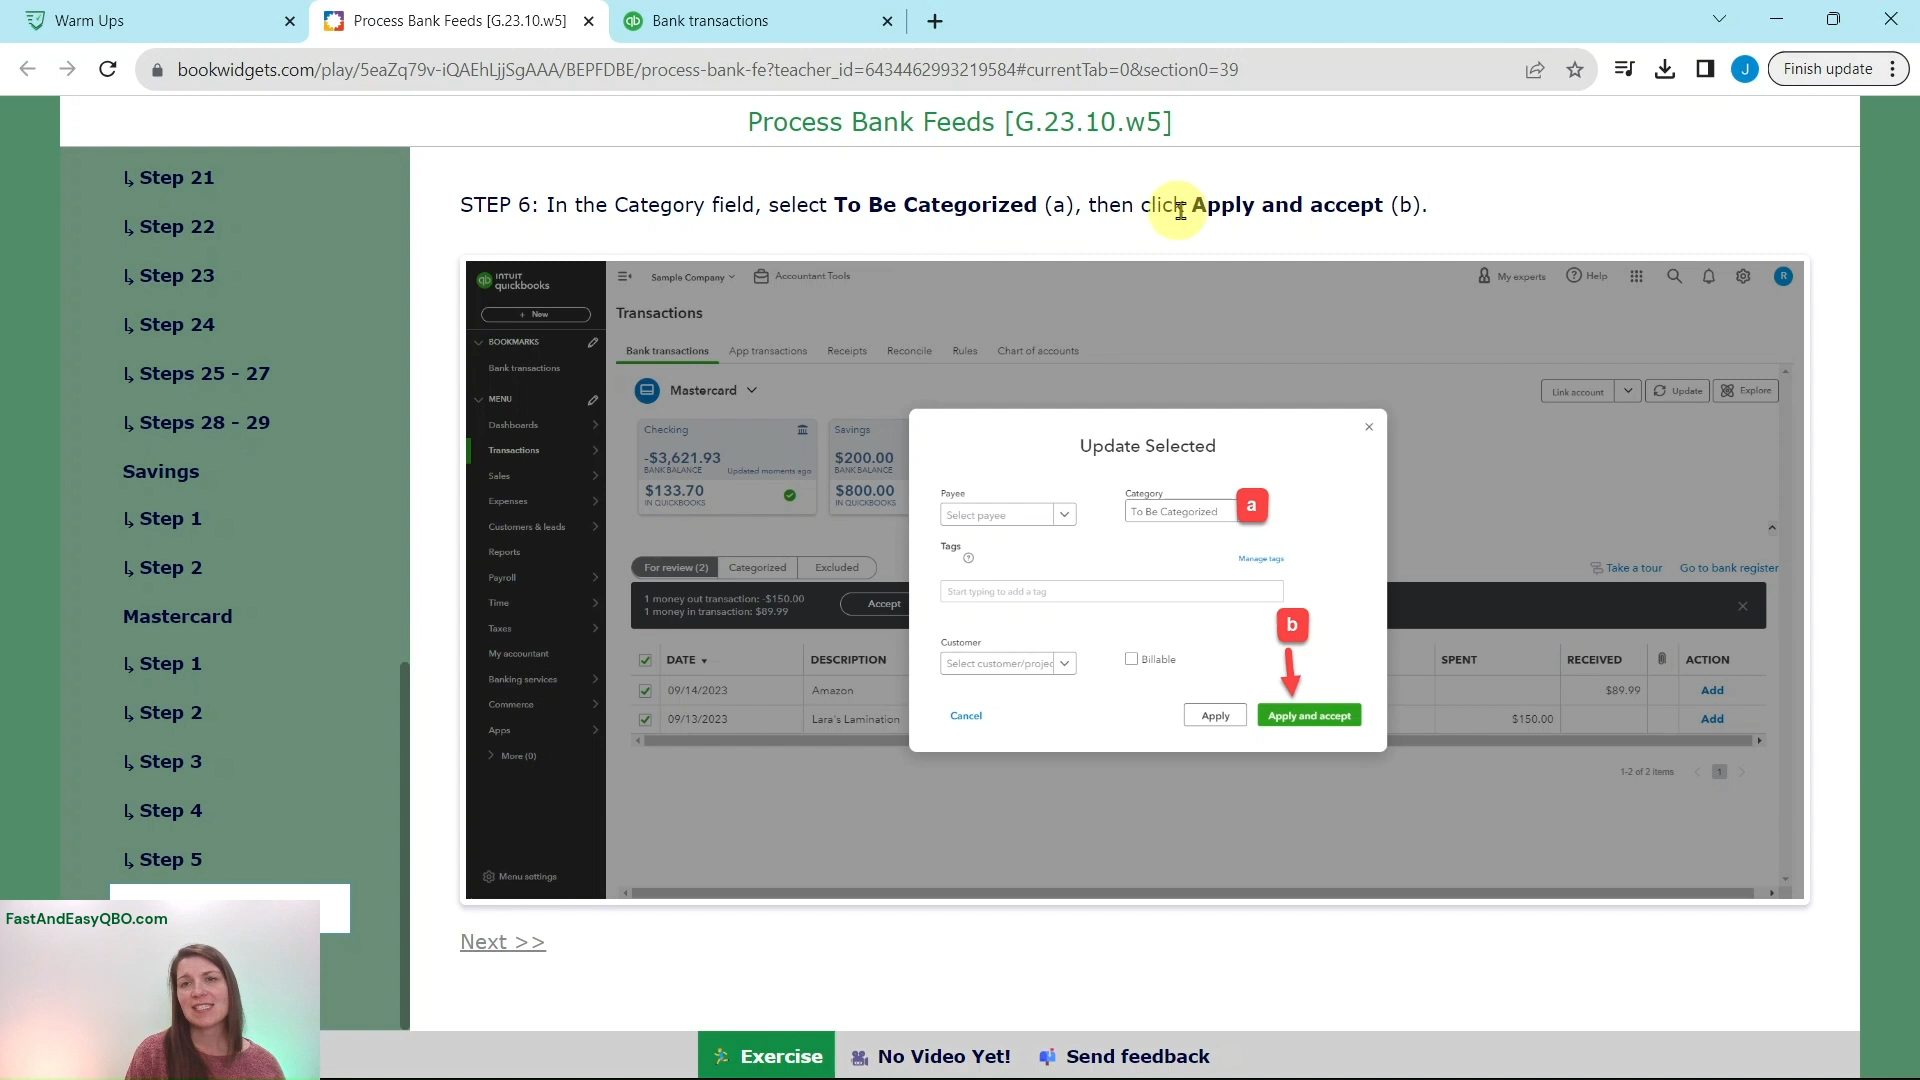 Warm Ups
Process Bank Feeds [G.23.10.w5]
Bank transactions
bookwidgets.com/play/5eaZq79v-iQAEhLjjSgAAA/BEPFDBE/process-bank-fe?teacher_id=6434462993219584#currentTab=0&section0=39
J
Finish update
Process Bank Feeds [G.23.10.w5]
Step 21
Step 22
Step 23
Step 24
Steps 25 - 27
Steps 28 - 29
Savings
Step 1
Step 2
Mastercard
Step 1
Step 2
Step 3
Step 4
Step 5
STEP 6: In the Category field, select To Be Categorized (a), then click Apply and accept (b).
qb INTUIT
quickbooks
Sample Company
Accountant Tools
My experts
Help
R
+ New
BOOKMARKS
Bank transactions
MENU
Dashboards
Transactions
Sales
Expenses
Customers & leads
Reports
Payroll
Time
Taxes
My accountant
Banking services
Commerce
Apps
More (0)
Menu settings
Transactions
Bank transactions
App transactions
Receipts
Reconcile
Rules
Chart of accounts
Mastercard
Link account
Update
Explore
Checking
-$3,621.93
BANK BALANCE
Updated moments ago
$133.70
IN QUICKBOOKS
Savings
$200.00
BANK BALANCE
$800.00
IN QUICKBOOKS
For review (2)
Categorized
Excluded
Take a tour
Go to bank register
1 money out transaction: -$150.00
1 money in transaction: $89.99
Accept
DATE
DESCRIPTION
SPENT
RECEIVED
ACTION
09/14/2023
Amazon
$89.99
Add
09/13/2023
Lara's Lamination
$150.00
Add
1-2 of 2 items
1
Update Selected
Payee
Select payee
Category
To Be Categorized
a
Tags
Manage tags
Start typing to add a tag
b
Customer
Select customer/projec
Billable
Cancel
Apply
Apply and accept
Next >>
FastAndEasyQBO.com
Exercise
No Video Yet!
Send feedback